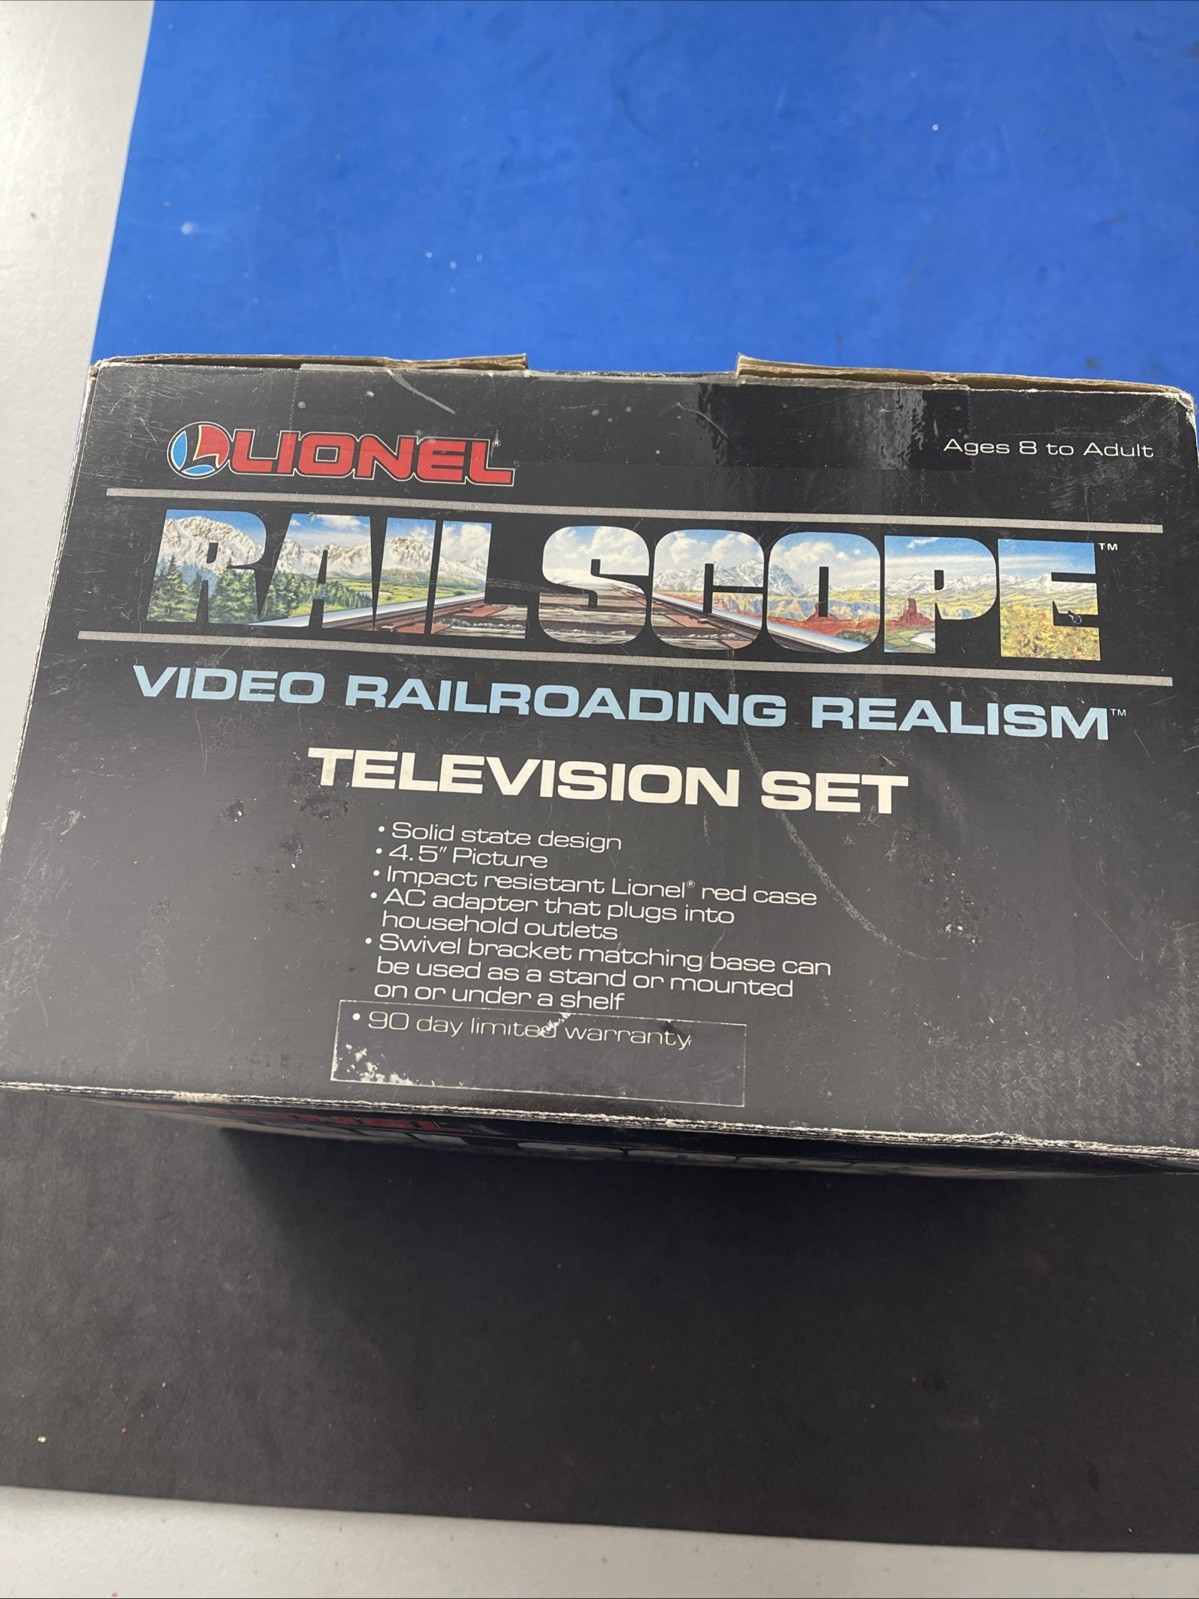 LIONEL
Ages 8 to Adult
RAILSCOPE™
VIDEO RAILROADING REALISM™
TELEVISION SET
• Solid state design
• 4.5" Picture
• Impact resistant Lionel® red case
• AC adapter that plugs into
household outlets
• Swivel bracket matching base can
be used as a stand or mounted
on or under a shelf
• 90 day limited warranty